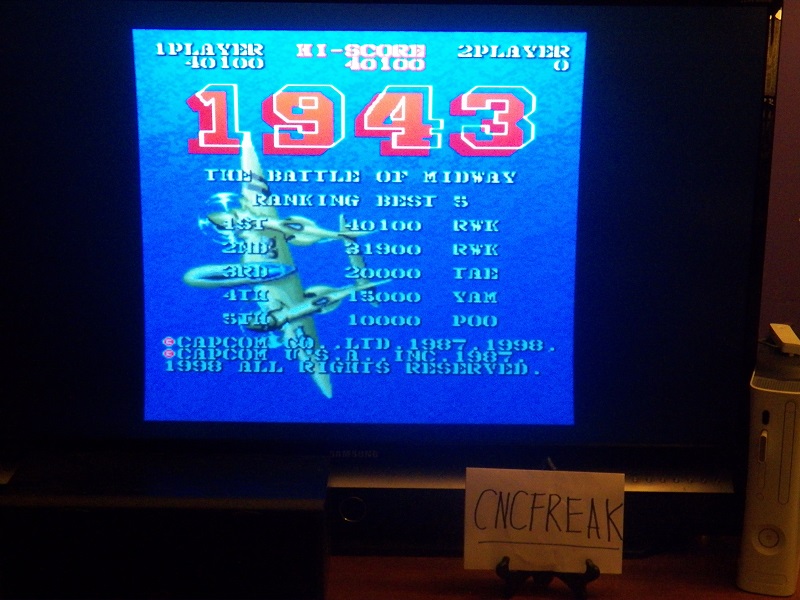 1PLAYER HI-SCORE 2PLAYER
40100 40100 0
1943
THE BATTLE OF MIDWAY
RANKING BEST 5
1ST 40100 RWK
2ND 31900 RWK
3RD 20000 TAE
4TH 15000 YAM
5TH 10000 POO
©CAPCOM CO.,LTD.1987,1998.
©CAPCOM U.S.A.,INC.1987,
1998 ALL RIGHTS RESERVED.
SAMSUNG
CNCFREAK